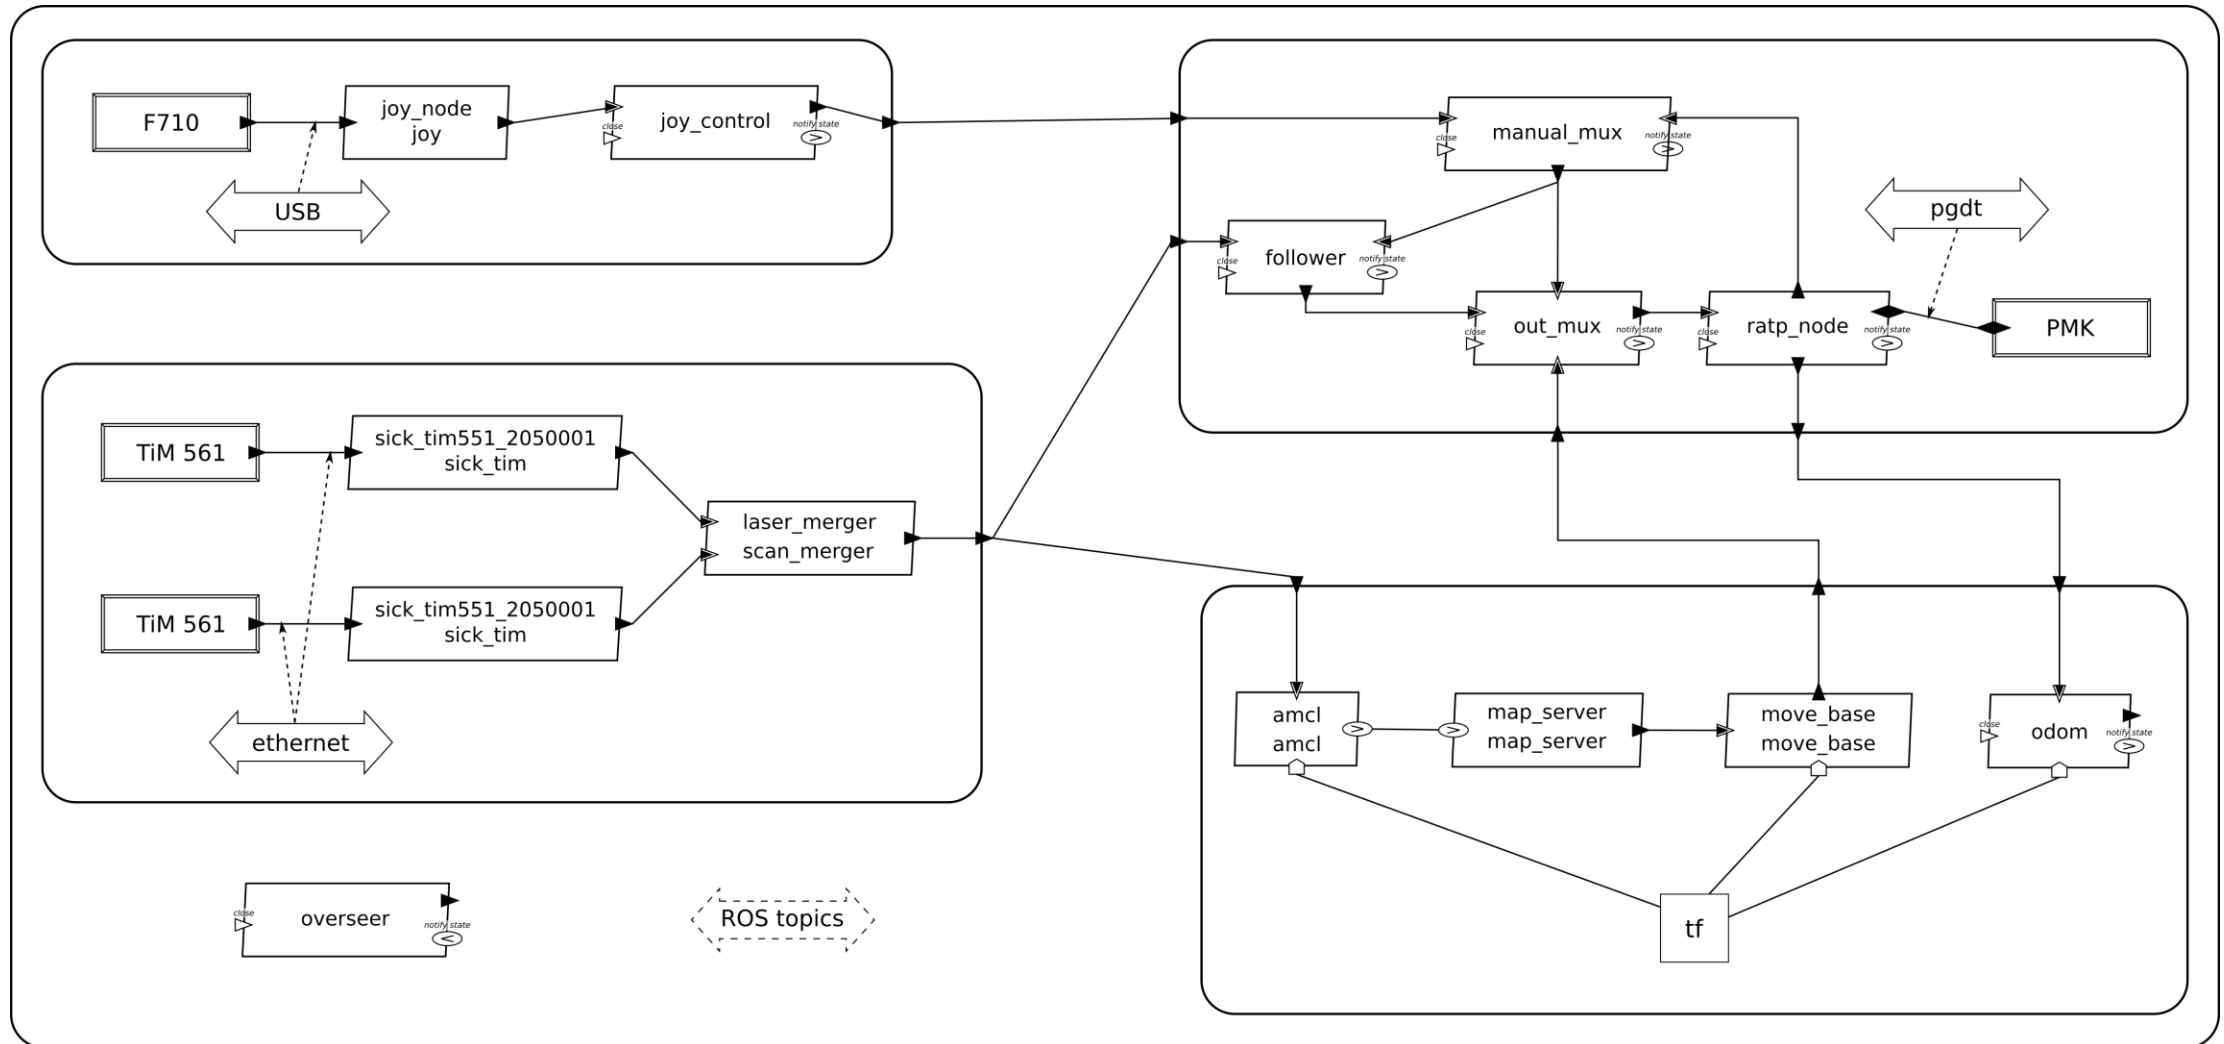 F710
joy_node
joy
close
joy_control
notify state
USB
close
manual_mux
notify state
close
follower
notify state
pgdt
close
out_mux
notify state
close
ratp_node
notify state
PMK
TiM 561
sick_tim551_2050001
sick_tim
laser_merger
scan_merger
TiM 561
sick_tim551_2050001
sick_tim
ethernet
amcl
amcl
>
>
map_server
map_server
move_base
move_base
close
odom
notify state
tf
close
overseer
notify state
ROS topics